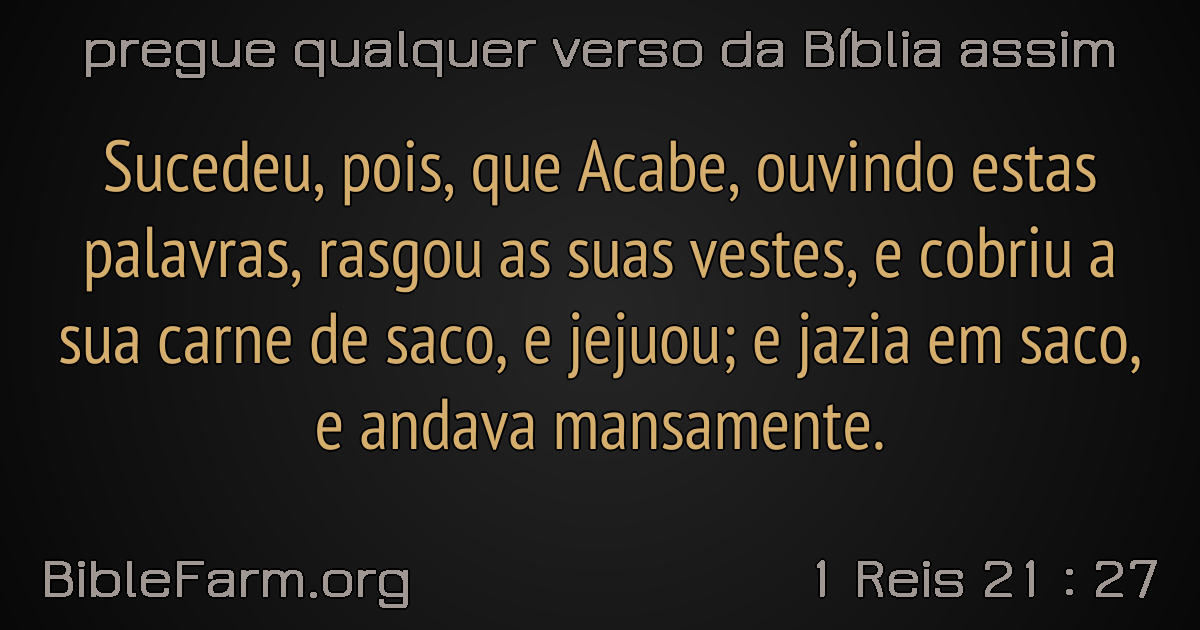 pregue qualquer verso da Bíblia assim
Sucedeu, pois, que Acabe, ouvindo estas
palavras, rasgou as suas vestes, e cobriu a
sua carne de saco, e jejuou; e jazia em saco,
e andava mansamente.
BibleFarm.org
1 Reis 21 : 27